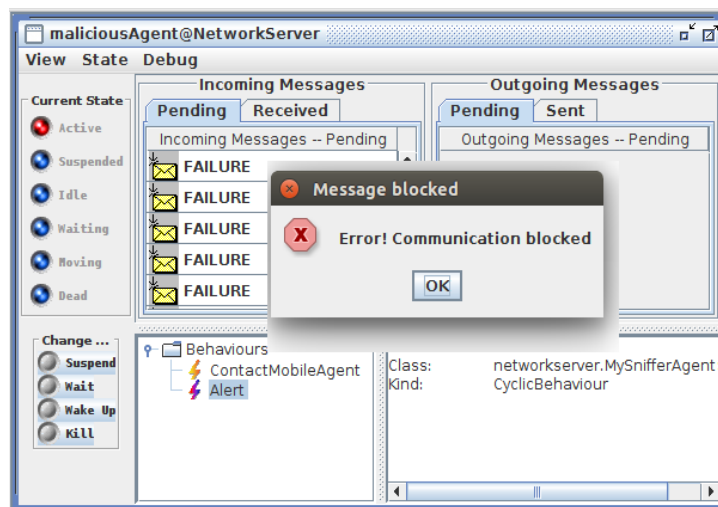 maliciousAgent@NetworkServer
View State Debug
Current State
Active
Suspended
Idle
Waiting
Moving
Dead
Incoming Messages
Pending Received
Incoming Messages -- Pending
FAILURE
FAILURE
FAILURE
FAILURE
FAILURE
Outgoing Messages
Pending Sent
Outgoing Messages -- Pending
Message blocked
X
Error! Communication blocked
OK
Change ...
Suspend
Wait
Wake Up
Kill
Behaviours
ContactMobileAgent
Alert
Class: networkserver.MySnifferAgent
Kind: CyclicBehaviour